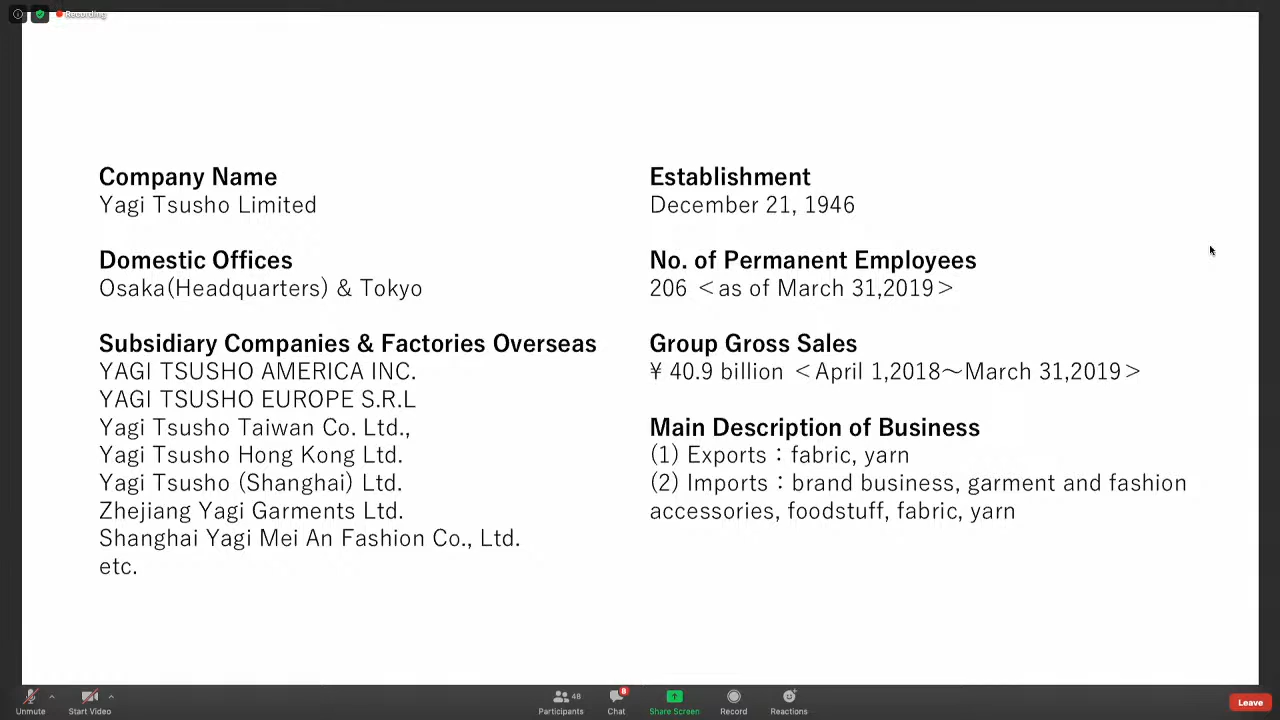 Recording
Company Name
Yagi Tsusho Limited
Domestic Offices
Osaka(Headquarters) & Tokyo
Subsidiary Companies & Factories Overseas
YAGI TSUSHO AMERICA INC.
YAGI TSUSHO EUROPE S.R.L
Yagi Tsusho Taiwan Co. Ltd.,
Yagi Tsusho Hong Kong Ltd.
Yagi Tsusho (Shanghai) Ltd.
Zhejiang Yagi Garments Ltd.
Shanghai Yagi Mei An Fashion Co., Ltd.
etc.
Establishment
December 21, 1946
No. of Permanent Employees
206 ＜as of March 31,2019＞
Group Gross Sales
¥ 40.9 billion ＜April 1,2018～March 31,2019＞
Main Description of Business
(1) Exports：fabric, yarn
(2) Imports：brand business, garment and fashion
accessories, foodstuff, fabric, yarn
48
8
Unmute
Start Video
Participants
Chat
Share Screen
Record
Reactions
Leave